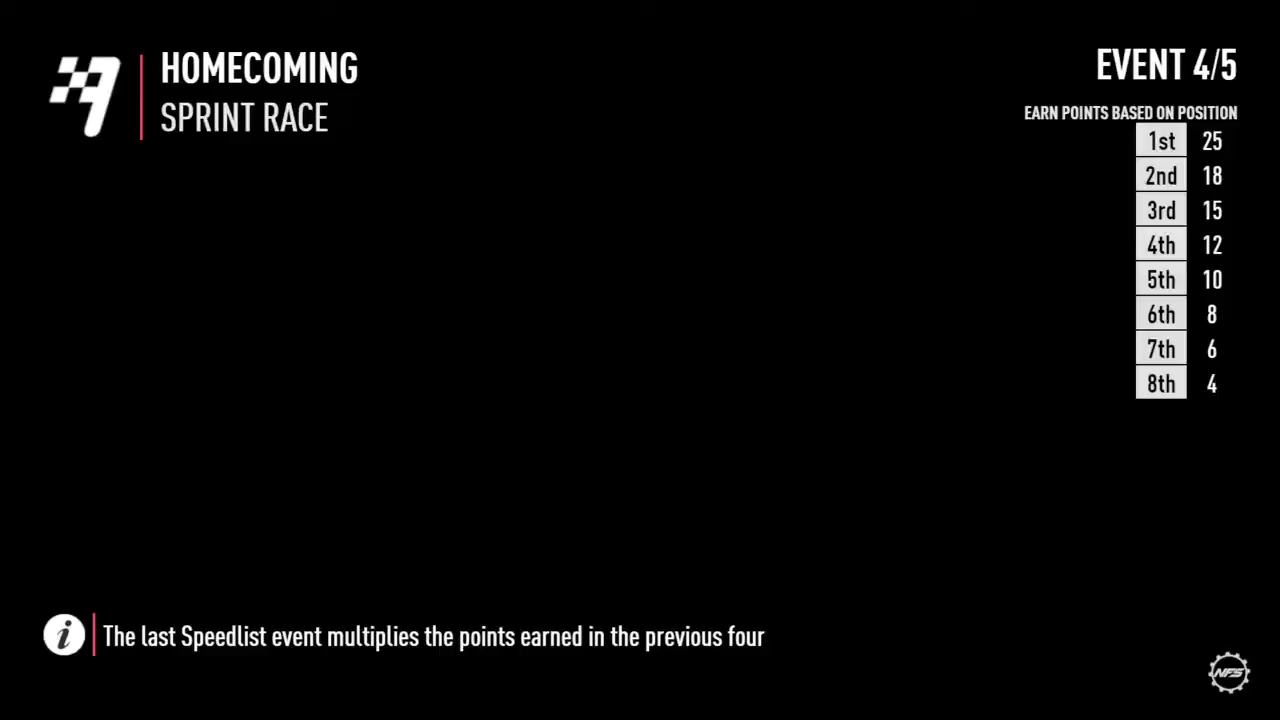 HOMECOMING
SPRINT RACE
EVENT 4/5
EARN POINTS BASED ON POSITION
1st 25
2nd 18
3rd 15
4th 12
5th 10
6th 8
7th 6
8th 4
i The last Speedlist event multiplies the points earned in the previous four
NFS